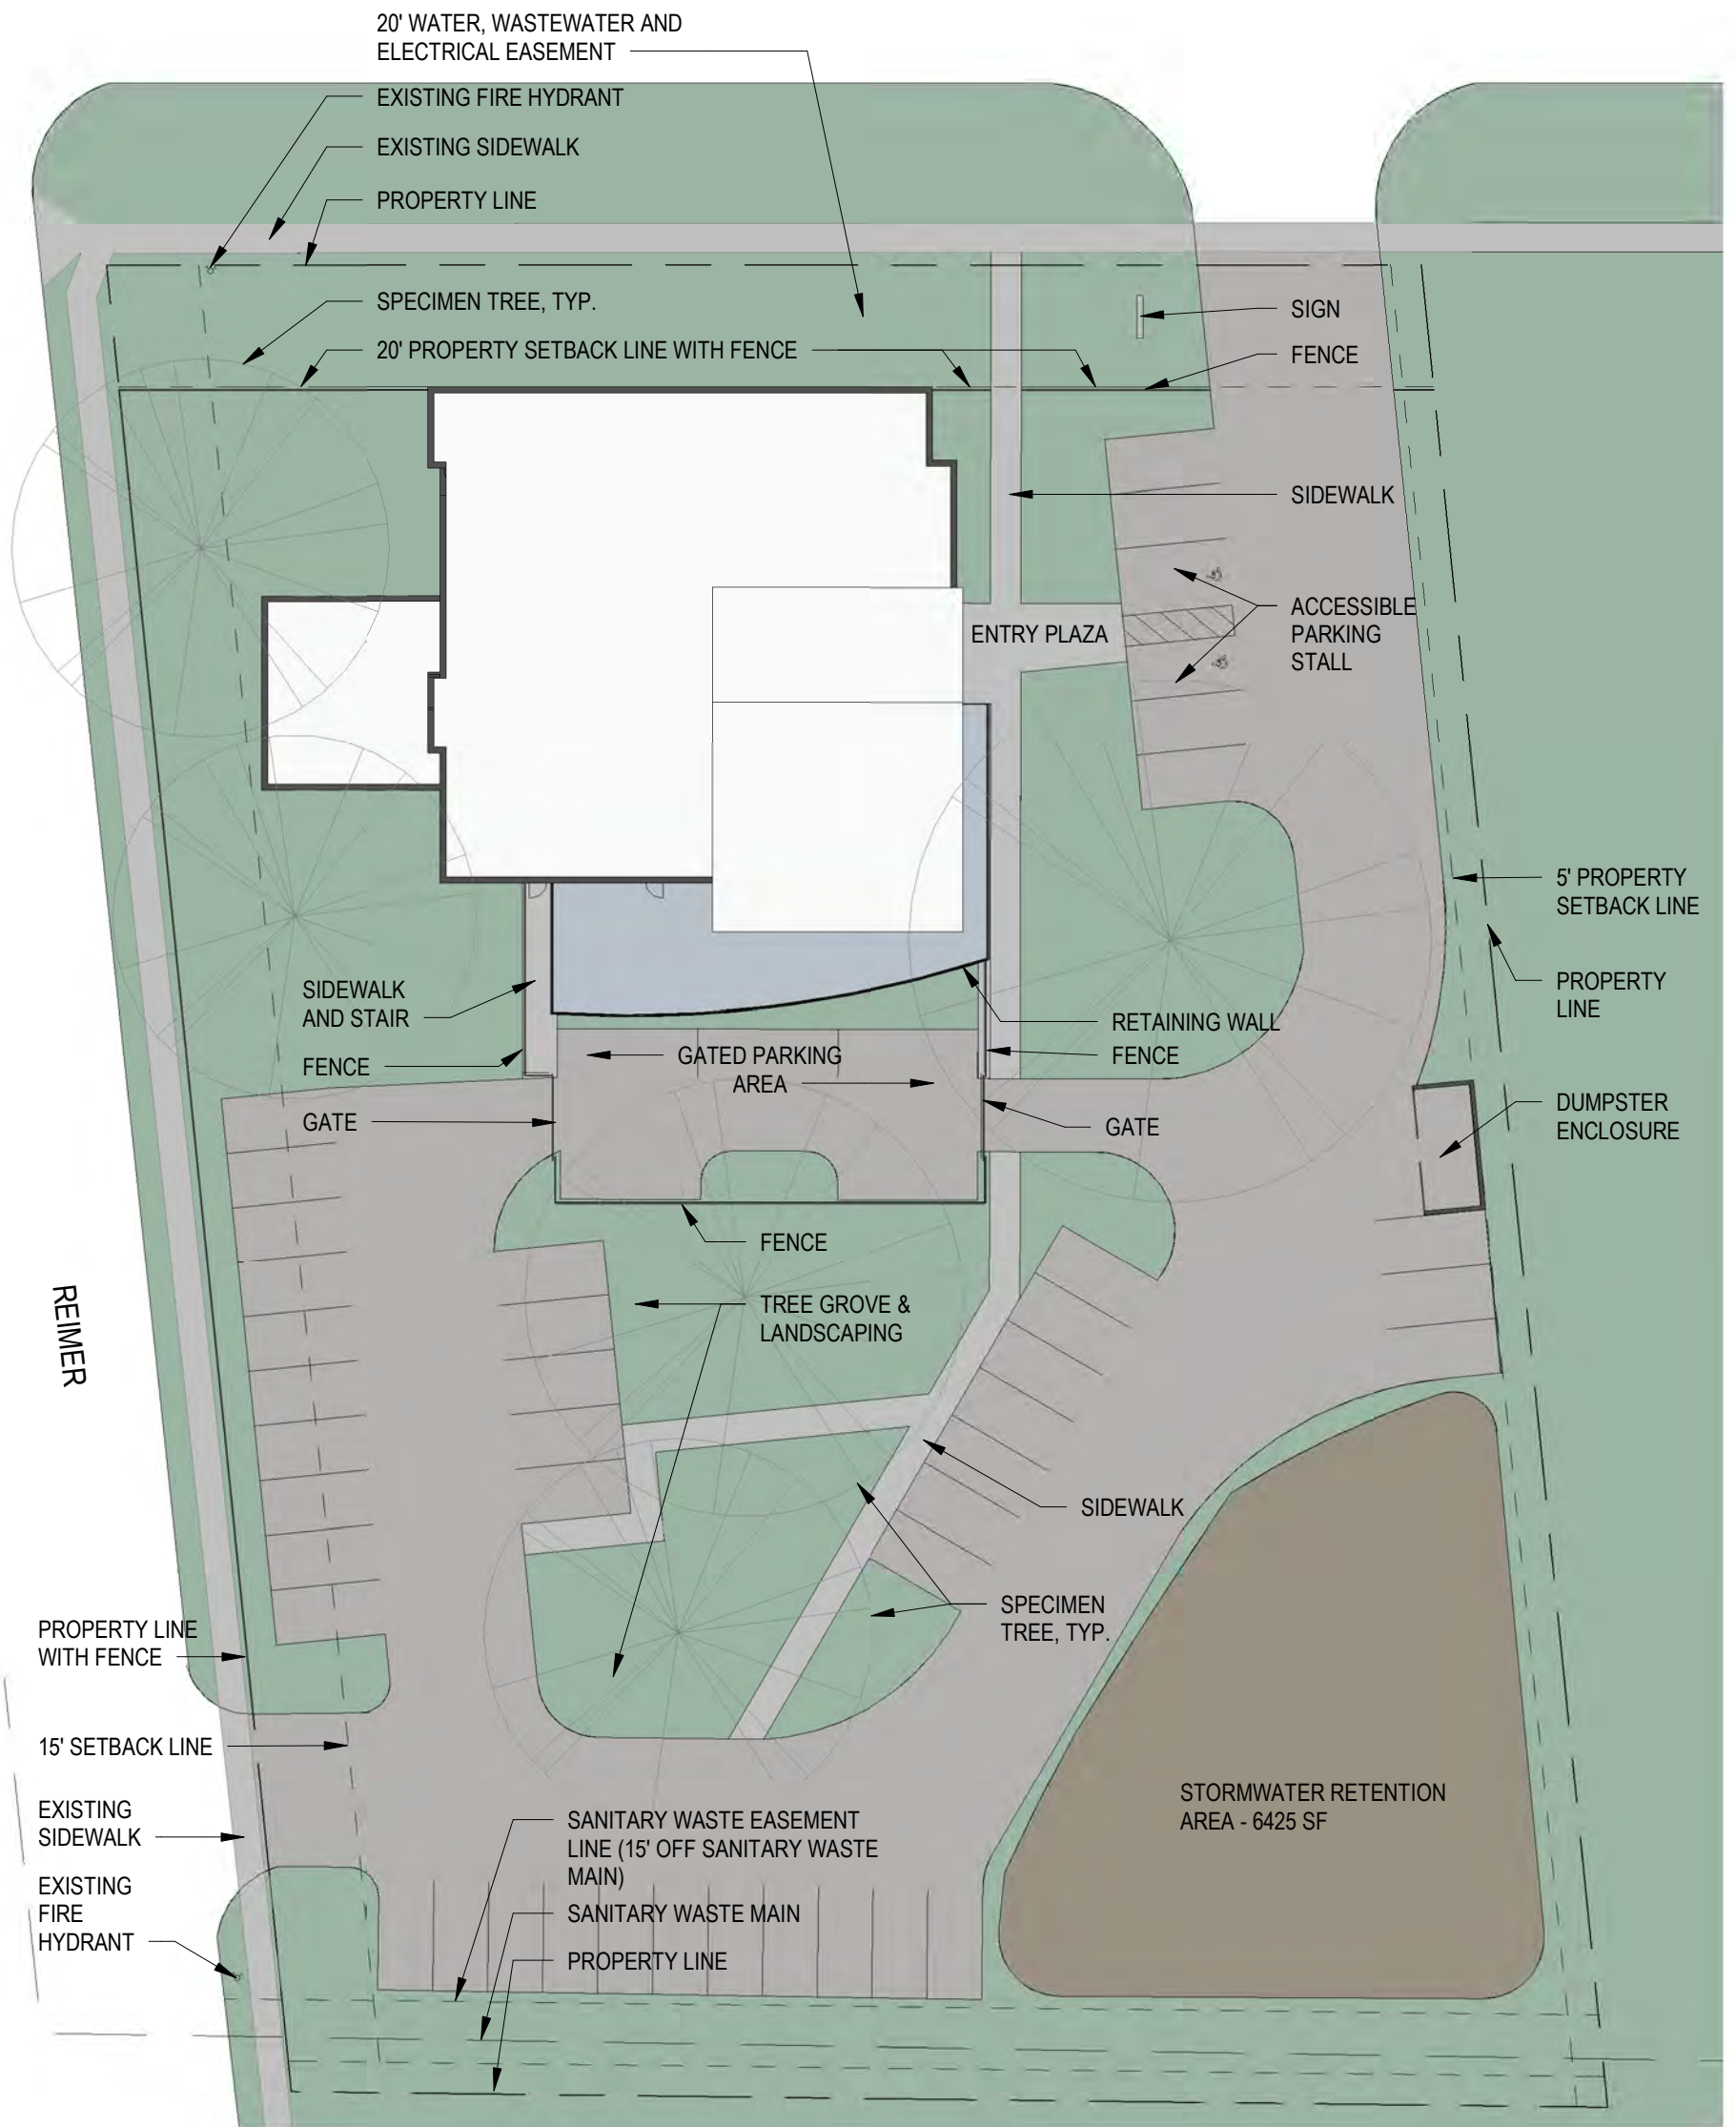 20' WATER, WASTEWATER AND
ELECTRICAL EASEMENT
EXISTING FIRE HYDRANT
EXISTING SIDEWALK
PROPERTY LINE
SPECIMEN TREE, TYP.
SIGN
20' PROPERTY SETBACK LINE WITH FENCE
FENCE
SIDEWALK
ACCESSIBLE
PARKING
STALL
ENTRY PLAZA
5' PROPERTY
SETBACK LINE
PROPERTY
LINE
SIDEWALK
AND STAIR
RETAINING WALL
FENCE
GATED PARKING
AREA
FENCE
GATE
GATE
DUMPSTER
ENCLOSURE
FENCE
REIMER
TREE GROVE &
LANDSCAPING
SIDEWALK
SPECIMEN
TREE, TYP.
PROPERTY LINE
WITH FENCE
15' SETBACK LINE
EXISTING
SIDEWALK
EXISTING
FIRE
HYDRANT
SANITARY WASTE EASEMENT
LINE (15' OFF SANITARY WASTE
MAIN)
SANITARY WASTE MAIN
PROPERTY LINE
STORMWATER RETENTION
AREA - 6425 SF